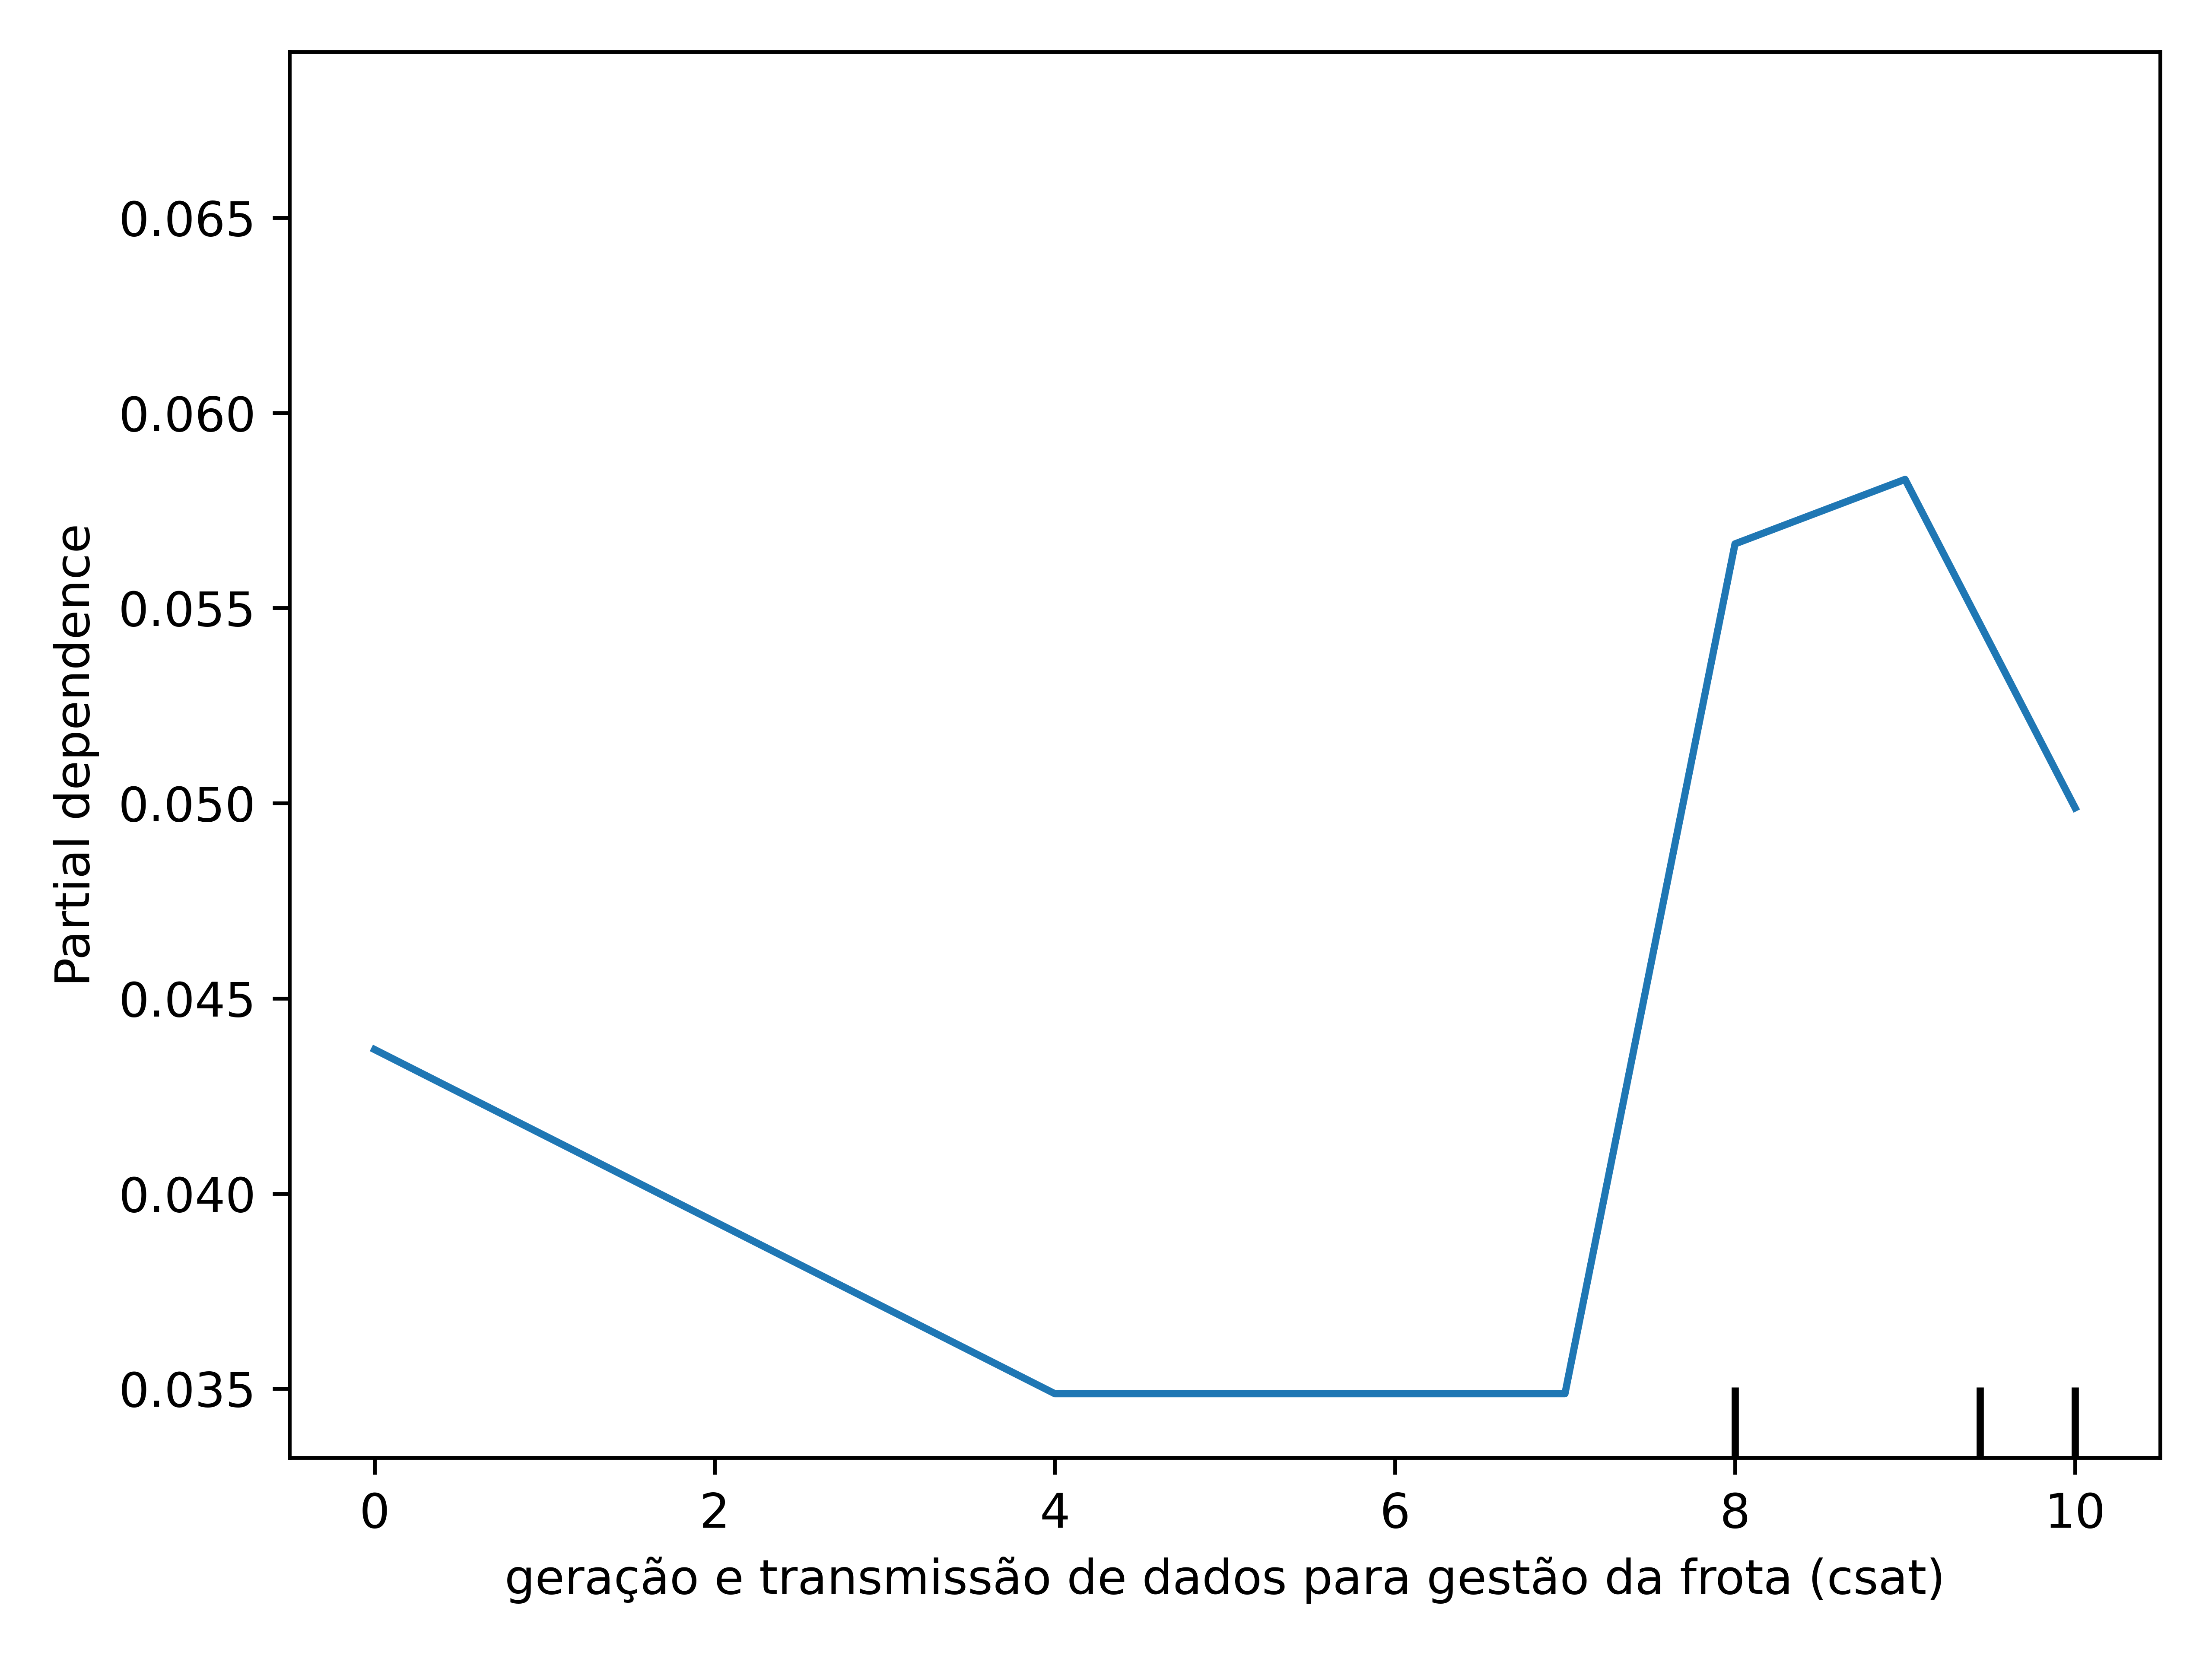 0.065
0.060
0.055
0.050
0.045
0.040
0.035
Partial dependence
0 2 4 6 8 10
geração e transmissão de dados para gestão da frota (csat)